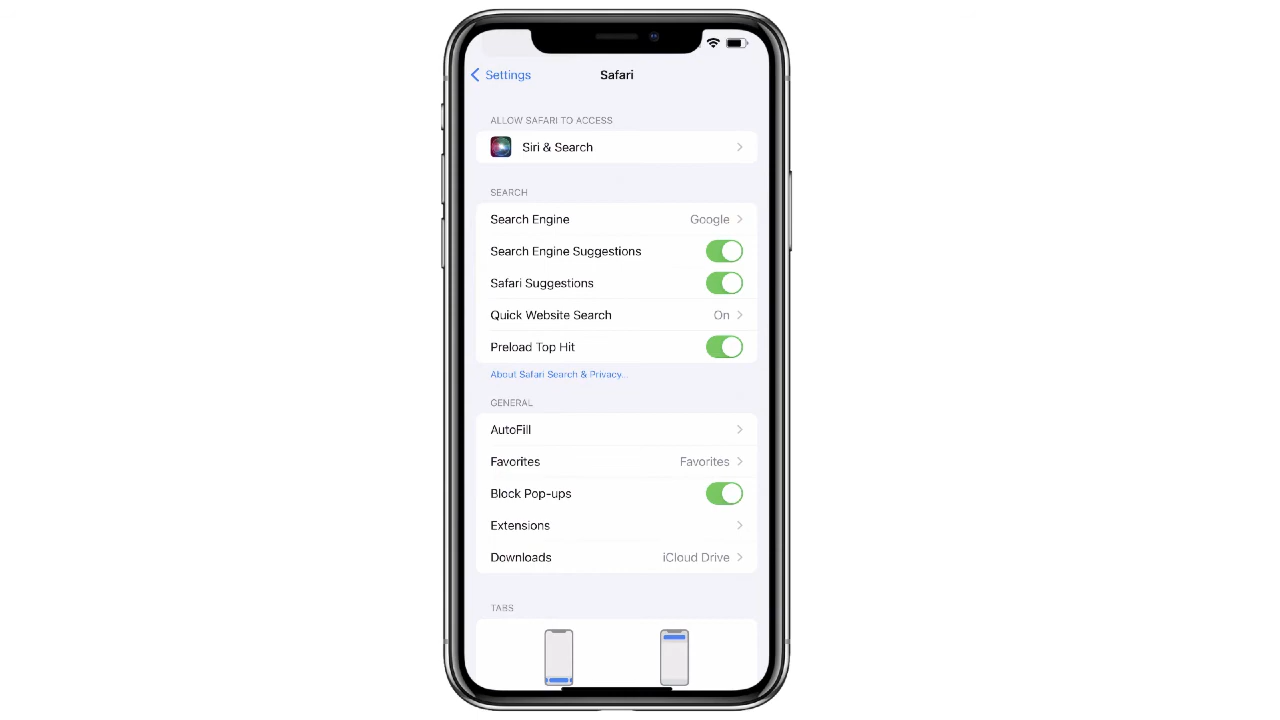 Settings
Safari
ALLOW SAFARI TO ACCESS
Siri & Search
SEARCH
Search Engine Google
Search Engine Suggestions
Safari Suggestions
Quick Website Search On
Preload Top Hit
About Safari Search & Privacy...
GENERAL
AutoFill
Favorites Favorites
Block Pop-ups
Extensions
Downloads iCloud Drive
TABS